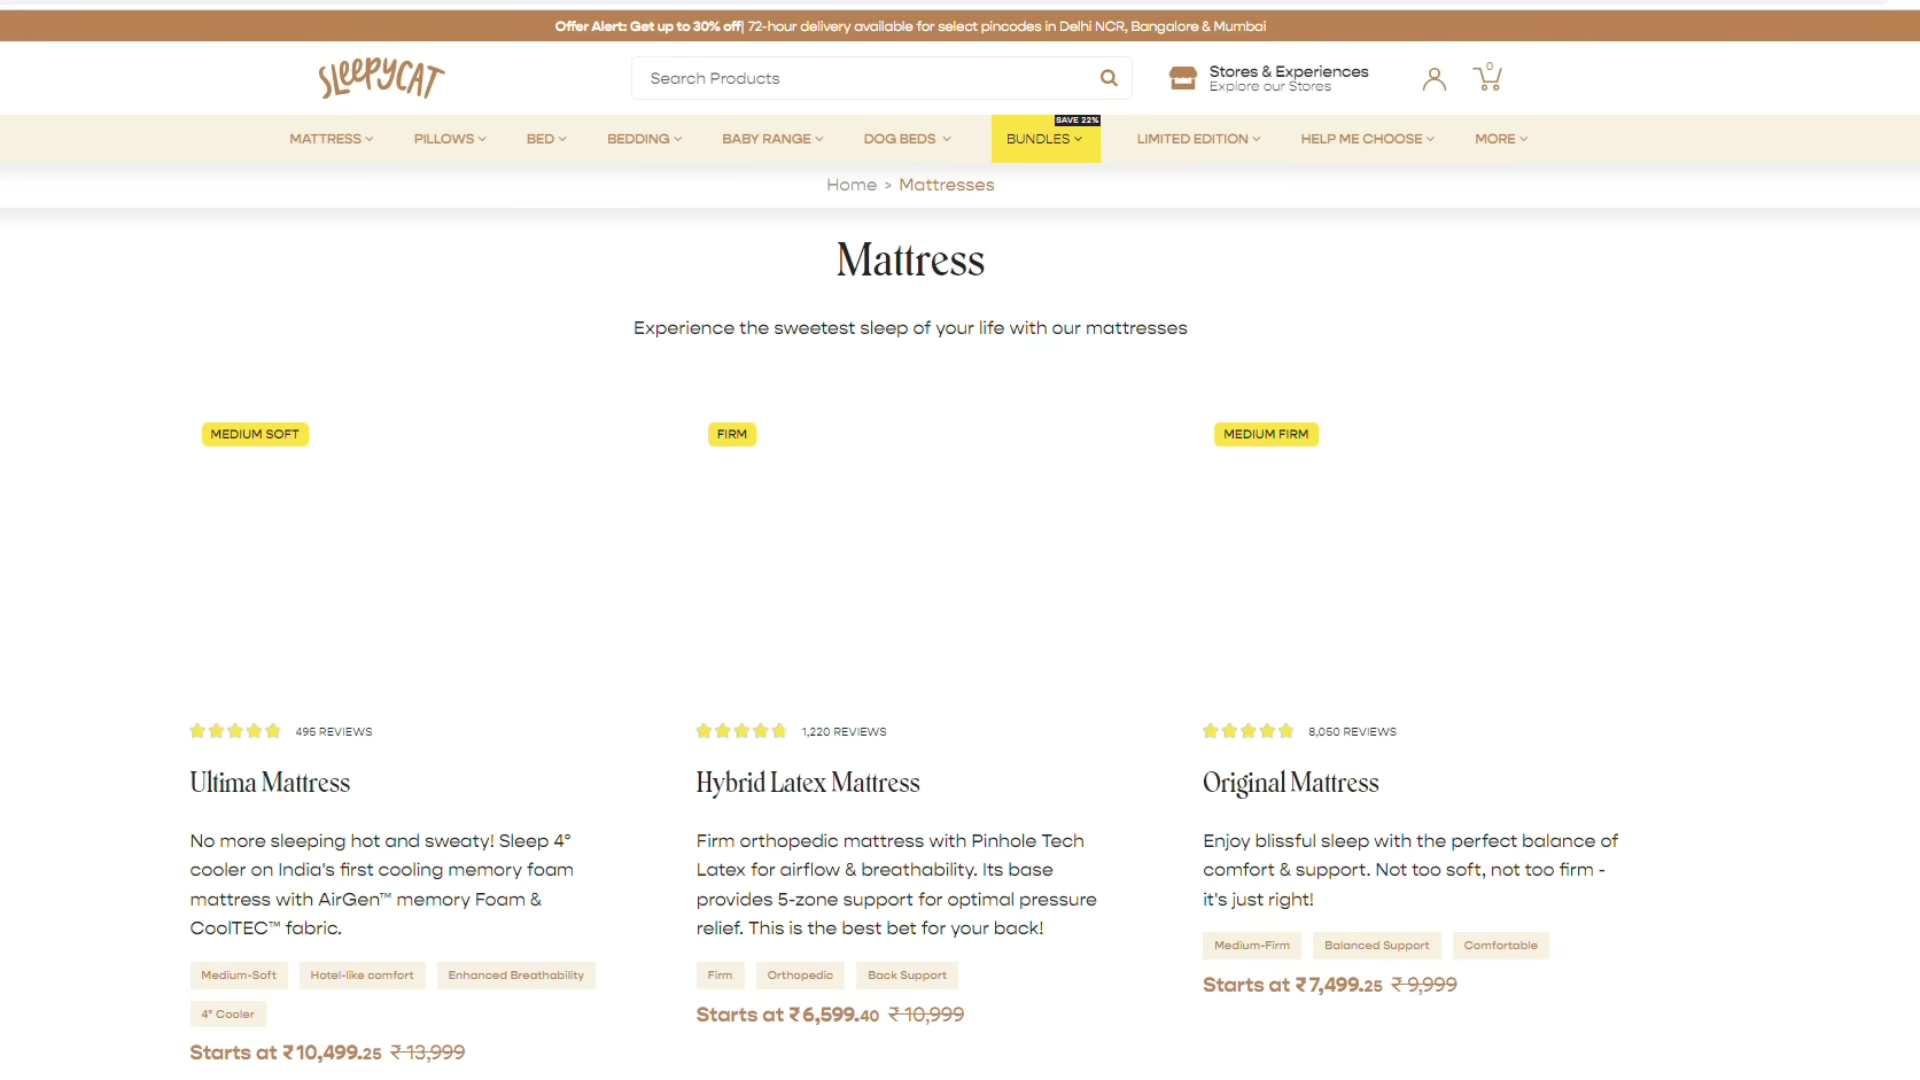 Offer Alert: Get up to 30% off| 72-hour delivery available for select pincodes in Delhi NCR, Bangalore & Mumbai
SLEEPYCAT
Search Products
Stores & Experiences
Explore our Stores
0
SAVE 22%
MATTRESS PILLOWS BED BEDDING BABY RANGE DOG BEDS BUNDLES LIMITED EDITION HELP ME CHOOSE MORE
Home > Mattresses
Mattress
Experience the sweetest sleep of your life with our mattresses
MEDIUM SOFT
495 REVIEWS
Ultima Mattress
No more sleeping hot and sweaty! Sleep 4°
cooler on India's first cooling memory foam
mattress with AirGen™ memory Foam &
CoolTEC™ fabric.
Medium-Soft Hotel-like comfort Enhanced Breathability
4° Cooler
Starts at ₹10,499.25 ₹13,999
FIRM
1,220 REVIEWS
Hybrid Latex Mattress
Firm orthopedic mattress with Pinhole Tech
Latex for airflow & breathability. Its base
provides 5-zone support for optimal pressure
relief. This is the best bet for your back!
Firm Orthopedic Back Support
Starts at ₹6,599.40 ₹10,999
MEDIUM FIRM
8,050 REVIEWS
Original Mattress
Enjoy blissful sleep with the perfect balance of
comfort & support. Not too soft, not too firm -
it's just right!
Medium-Firm Balanced Support Comfortable
Starts at ₹7,499.25 ₹9,999